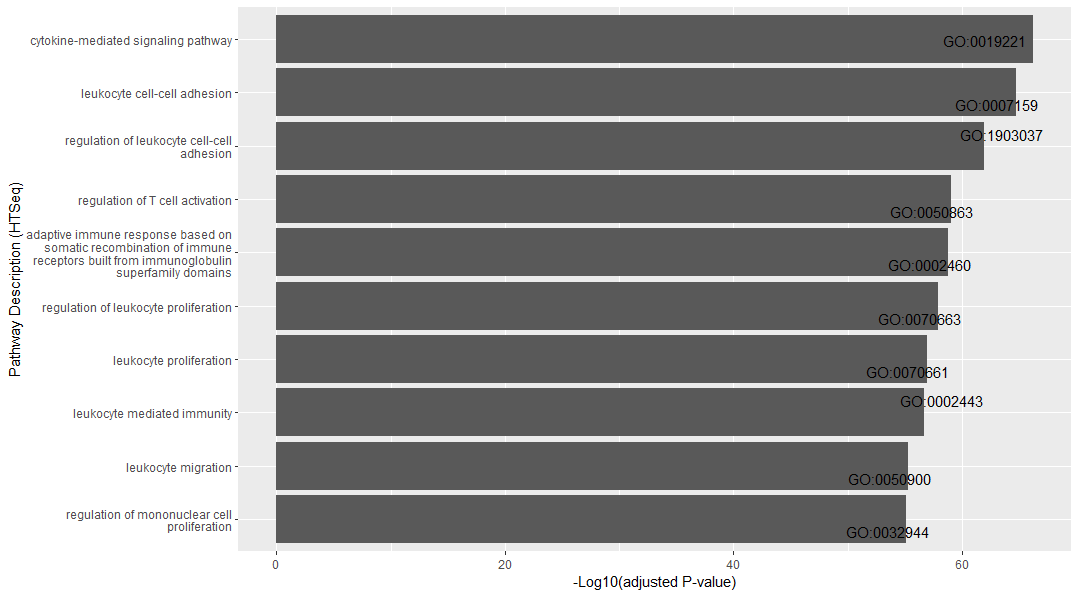 cytokine-mediated signaling pathway
GO:0019221
leukocyte cell-cell adhesion
GO:0007159
regulation of leukocyte cell-cell
adhesion
GO:1903037
regulation of T cell activation
GO:0050863
adaptive immune response based on
somatic recombination of immune
receptors built from immunoglobulin
superfamily domains
GO:0002460
regulation of leukocyte proliferation
GO:0070663
leukocyte proliferation
GO:0070661
leukocyte mediated immunity
GO:0002443
leukocyte migration
GO:0050900
regulation of mononuclear cell
proliferation
GO:0032944
Pathway Description (HTSeq)
0 20 40 60
-Log10(adjusted P-value)